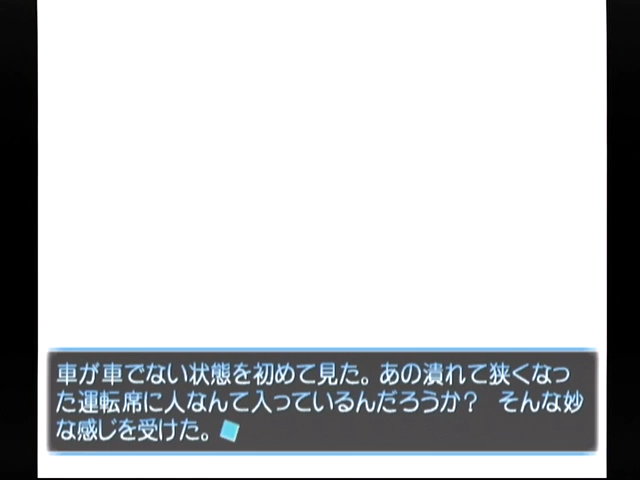 車が車でない状態を初めて見た。あの潰れて狭くなっ
た運転席に人なんて入っているんだろうか？　そんな妙
な感じを受けた。